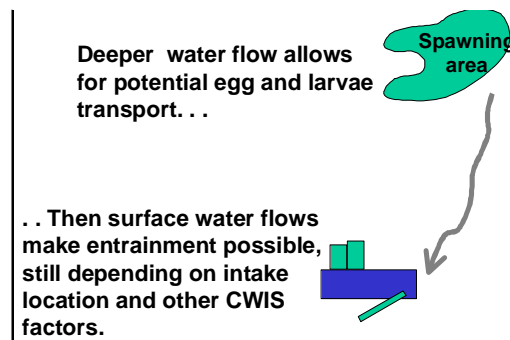 Deeper water flow allows
for potential egg and larvae
transport. . .
Spawning
area
. . Then surface water flows
make entrainment possible,
still depending on intake
location and other CWIS
factors.